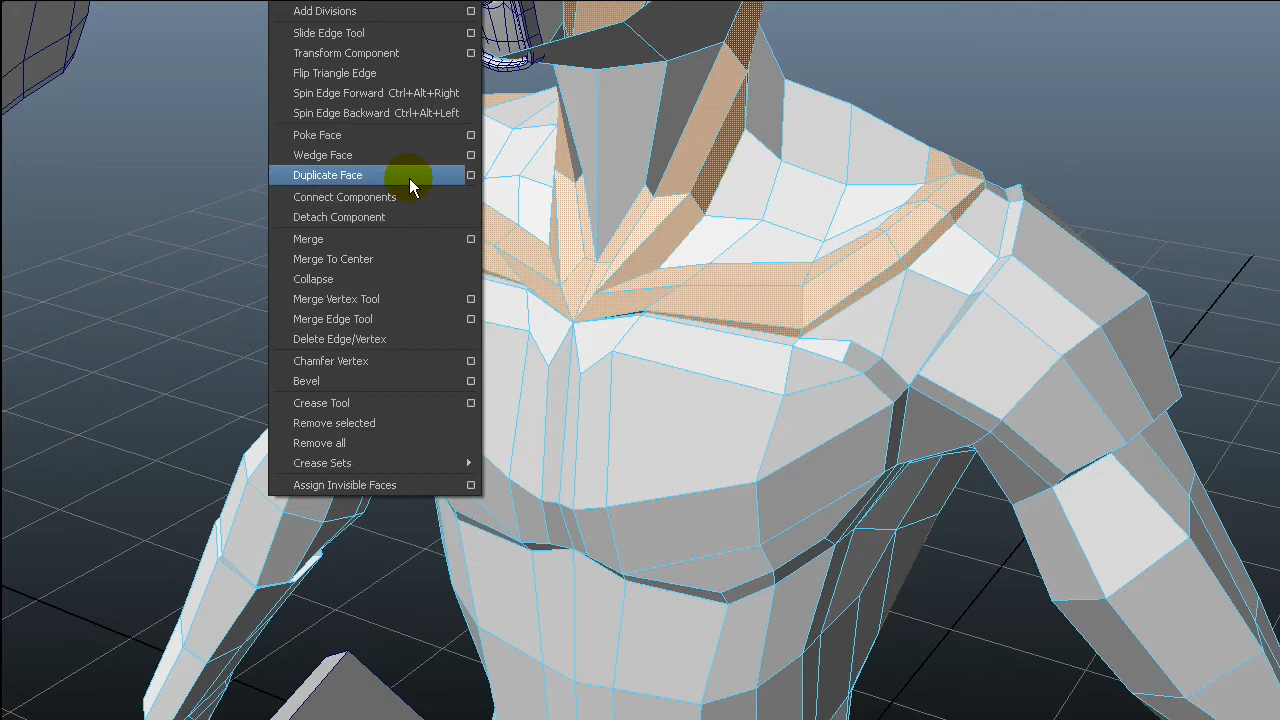 Add Divisions
Slide Edge Tool
Transform Component
Flip Triangle Edge
Spin Edge Forward Ctrl+Alt+Right
Spin Edge Backward Ctrl+Alt+Left
Poke Face
Wedge Face
Duplicate Face
Connect Components
Detach Component
Merge
Merge To Center
Collapse
Merge Vertex Tool
Merge Edge Tool
Delete Edge/Vertex
Chamfer Vertex
Bevel
Crease Tool
Remove selected
Remove all
Crease Sets
Assign Invisible Faces